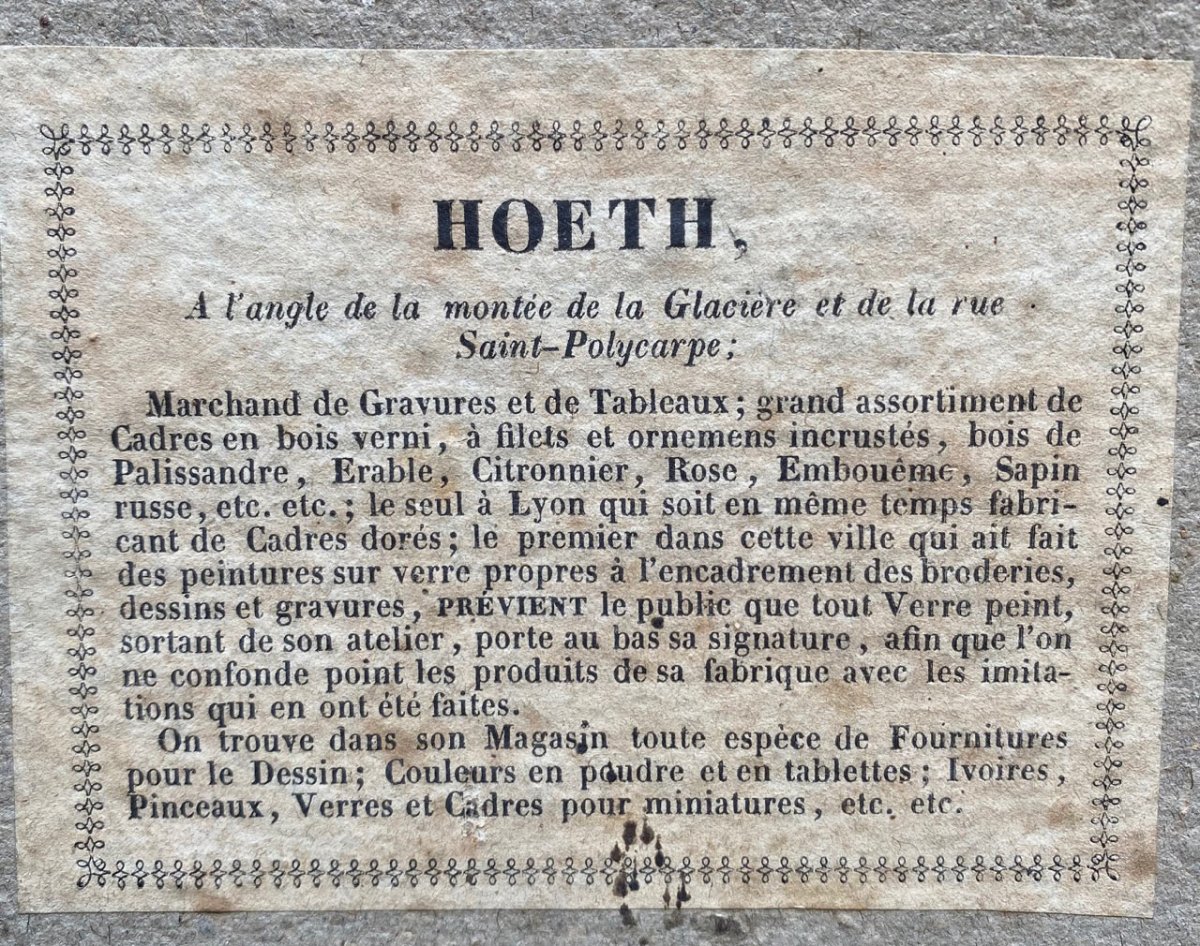 HOETH,
A l'angle de la montée de la Glacière et de la rue
Saint-Polycarpe;
Marchand de Gravures et de Tableaux; grand assortiment de
Cadres en bois verni, à filets et ornemens incrustés, bois de
Palissandre, Erable, Citronnier, Rose, Embouême, Sapin
russe, etc. etc.; le seul à Lyon qui soit en même temps fabri-
cant de Cadres dorés; le premier dans cette ville qui ait fait
des peintures sur verre propres à l'encadrement des broderies,
dessins et gravures, PRÉVIENT le public que tout Verre peint,
sortant de son atelier, porte au bas sa signature, afin que l'on
ne confonde point les produits de sa fabrique avec les imita-
tions qui en ont été faites.
On trouve dans son Magasin toute espèce de Fournitures
pour le Dessin; Couleurs en poudre et en tablettes; Ivoires,
Pinceaux, Verres et Cadres pour miniatures, etc. etc.